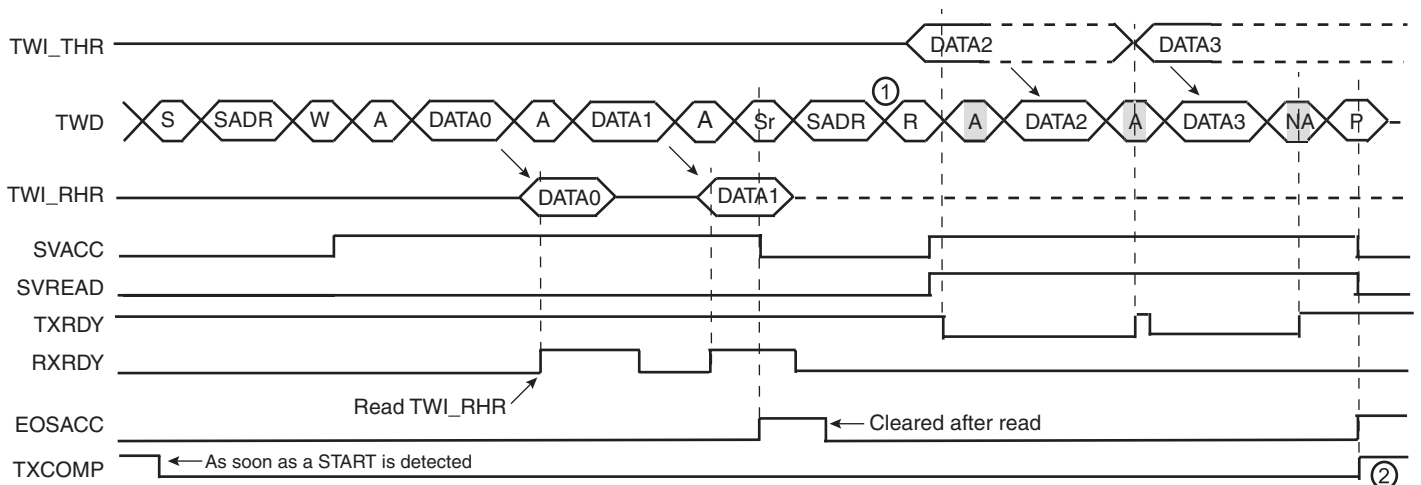 TWI_THR DATA2 DATA3
1
TWD S SADR W A DATA0 A DATA1 A Sr SADR R A DATA2 A DATA3 NA P
TWI_RHR DATA0 DATA1
SVACC
SVREAD
TXRDY
RXRDY
Read TWI_RHR
EOSACC Cleared after read
TXCOMP As soon as a START is detected 2